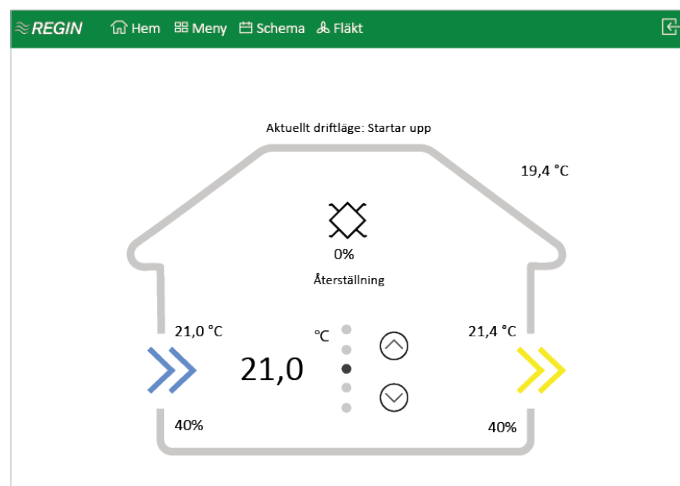 REGIN Hem Meny Schema Fläkt
Aktuellt driftläge: Startar upp
19,4 °C
0%
Återställning
21,0 °C
°C
21,4 °C
21,0
40%
40%